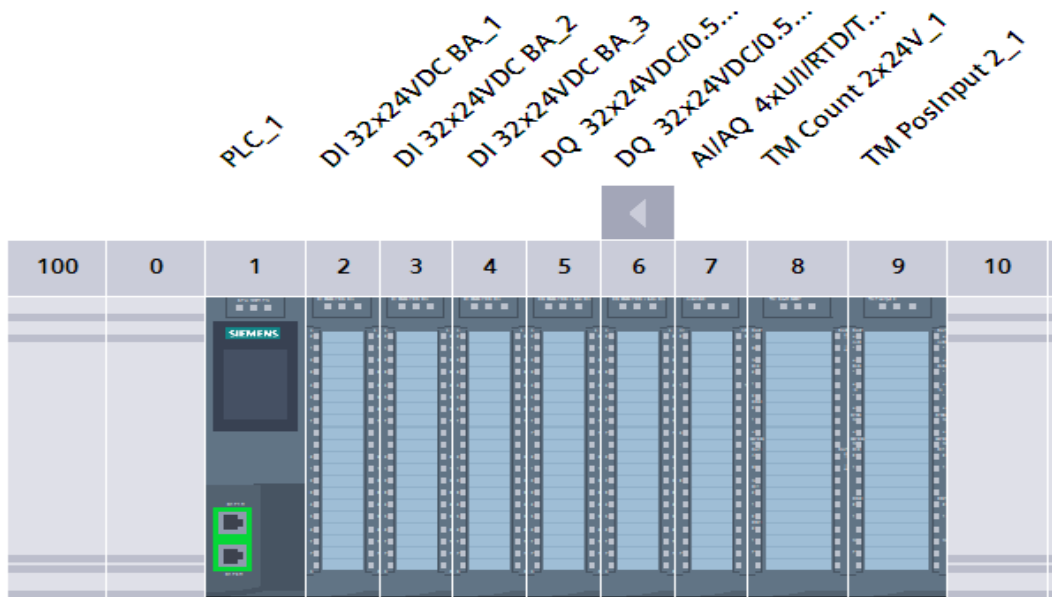 PLC_1
DI 32x24VDC BA_1
DI 32x24VDC BA_2
DI 32x24VDC BA_3
DQ 32x24VDC/0.5...
DQ 32x24VDC/0.5...
AI/AQ 4xU/I/RTD/T...
TM Count 2x24V_1
TM PosInput 2_1
100 0 1 2 3 4 5 6 7 8 9 10
SIEMENS